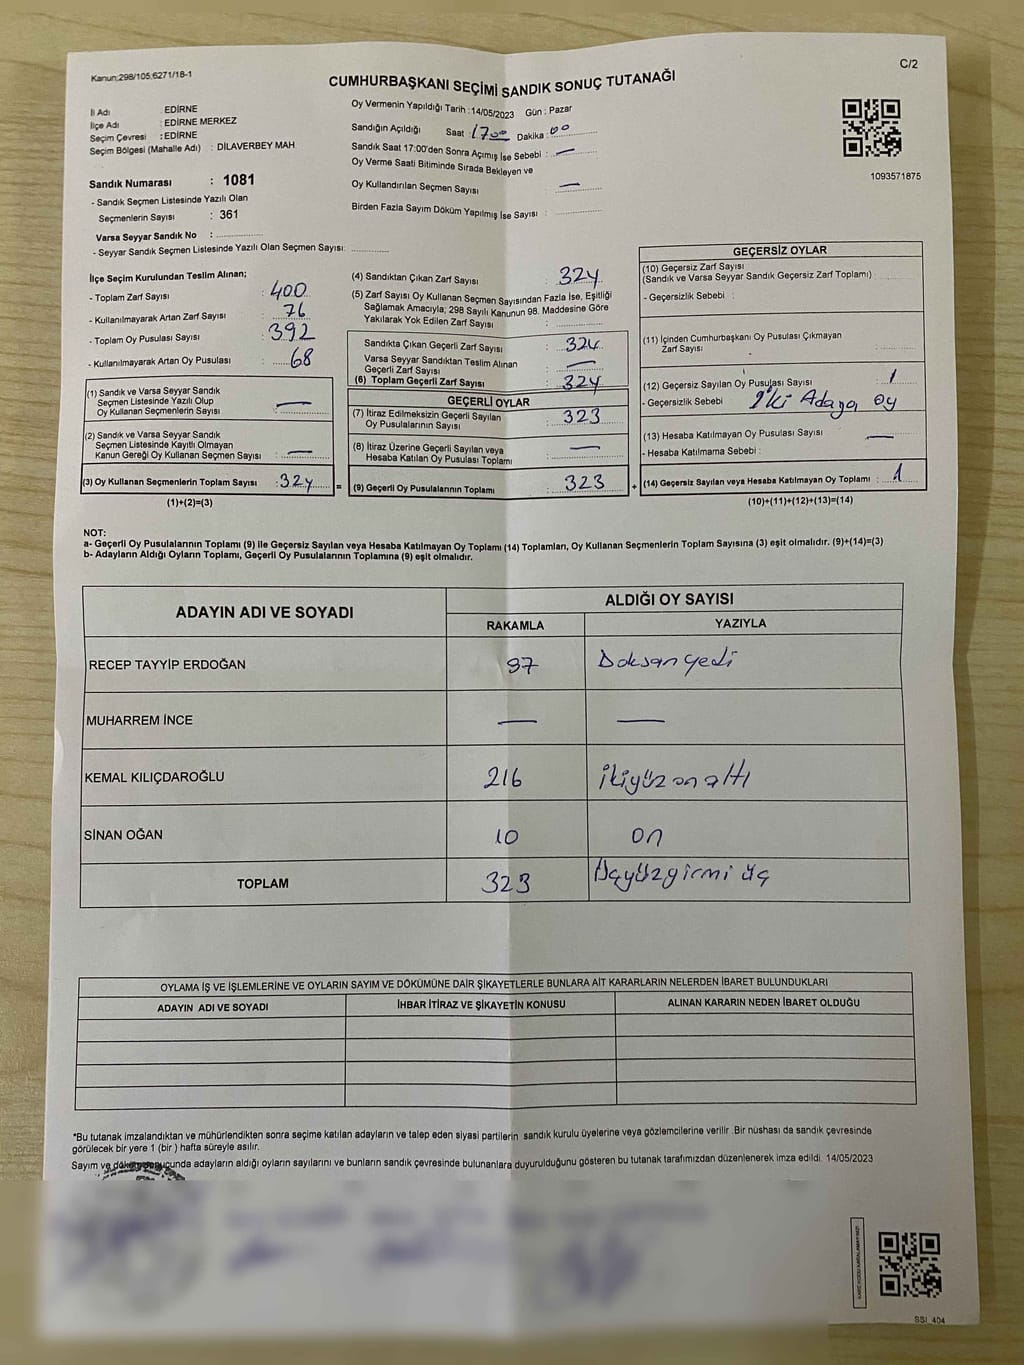 Kanun:298/105;6271/18-1
C/2
CUMHURBAŞKANI SEÇİMİ SANDIK SONUÇ TUTANAĞI
İl Adı : EDİRNE
İlçe Adı : EDİRNE MERKEZ
Seçim Çevresi : EDİRNE
Seçim Bölgesi (Mahalle Adı) : DİLAVERBEY MAH
Sandık Numarası : 1081
- Sandık Seçmen Listesinde Yazılı Olan
Seçmenlerin Sayısı : 361
Varsa Seyyar Sandık No :
- Seyyar Sandık Seçmen Listesinde Yazılı Olan Seçmen Sayısı:
Oy Vermenin Yapıldığı Tarih : 14/05/2023 Gün : Pazar
Sandığın Açıldığı Saat : 1700 Dakika : 00
Sandık Saat 17:00'den Sonra Açımış İse Sebebi : —
Oy Verme Saati Bitiminde Sırada Bekleyen ve
Oy Kullandırılan Seçmen Sayısı —
Birden Fazla Sayım Döküm Yapılmış İse Sayısı :
1093571875
İlçe Seçim Kurulundan Teslim Alınan;
- Toplam Zarf Sayısı : 400
- Kullanılmayarak Artan Zarf Sayısı : 76
- Toplam Oy Pusulası Sayısı : 392
- Kullanılmayarak Artan Oy Pusulası : 68
(1) Sandık ve Varsa Seyyar Sandık
Seçmen Listesinde Yazılı Olup
Oy Kullanan Seçmenlerin Sayısı : —
(2) Sandık ve Varsa Seyyar Sandık
Seçmen Listesinde Kayıtlı Olmayan
Kanun Gereği Oy Kullanan Seçmen Sayısı : —
(3) Oy Kullanan Seçmenlerin Toplam Sayısı : 324
(1)+(2)=(3)
=
(4) Sandıktan Çıkan Zarf Sayısı : 324
(5) Zarf Sayısı Oy Kullanan Seçmen Sayısından Fazla İse, Eşitliği
Sağlamak Amacıyla; 298 Sayılı Kanunun 98. Maddesine Göre
Yakılarak Yok Edilen Zarf Sayısı :
Sandıkta Çıkan Geçerli Zarf Sayısı : 324
Varsa Seyyar Sandıktan Teslim Alınan
Geçerli Zarf Sayısı : —
(6) Toplam Geçerli Zarf Sayısı : 324
GEÇERLİ OYLAR
(7) İtiraz Edilmeksizin Geçerli Sayılan
Oy Pusulalarının Sayısı : 323
(8) İtiraz Üzerine Geçerli Sayılan veya
Hesaba Katılan Oy Pusulası Toplamı : —
(9) Geçerli Oy Pusulalarının Toplamı : 323
+
GEÇERSİZ OYLAR
(10) Geçersiz Zarf Sayısı
(Sandık ve Varsa Seyyar Sandık Geçersiz Zarf Toplamı) :
- Geçersizlik Sebebi :
(11) İçinden Cumhurbaşkanı Oy Pusulası Çıkmayan
Zarf Sayısı :
(12) Geçersiz Sayılan Oy Pusulası Sayısı : 1
- Geçersizlik Sebebi İki Adaya oy
(13) Hesaba Katılmayan Oy Pusulası Sayısı : —
- Hesaba Katılmama Sebebi :
(14) Geçersiz Sayılan veya Hesaba Katılmayan Oy Toplamı : 1
(10)+(11)+(12)+(13)=(14)
NOT:
a- Geçerli Oy Pusulalarının Toplamı (9) ile Geçersiz Sayılan veya Hesaba Katılmayan Oy Toplamı (14) Toplamları, Oy Kullanan Seçmenlerin Toplam Sayısına (3) eşit olmalıdır. (9)+(14)=(3)
b- Adayların Aldığı Oyların Toplamı, Geçerli Oy Pusulalarının Toplamına (9) eşit olmalıdır.
ADAYIN ADI VE SOYADI
ALDIĞI OY SAYISI
RAKAMLA YAZIYLA
RECEP TAYYİP ERDOĞAN 97 Doksan yedi
MUHARREM İNCE — —
KEMAL KILIÇDAROĞLU 216 ikiyüz on altı
SİNAN OĞAN 10 on
TOPLAM 323 Üçyüzyirmi üç
OYLAMA İŞ VE İŞLEMLERİNE VE OYLARIN SAYIM VE DÖKÜMÜNE DAİR ŞİKAYETLERLE BUNLARA AİT KARARLARIN NELERDEN İBARET BULUNDUKLARI
ADAYIN ADI VE SOYADI İHBAR İTİRAZ VE ŞİKAYETİN KONUSU ALINAN KARARIN NEDEN İBARET OLDUĞU
*Bu tutanak imzalandıktan ve mühürlendikten sonra seçime katılan adayların ve talep eden siyasi partilerin sandık kurulu üyelerine veya gözlemcilerine verilir .Bir nüshası da sandık çevresinde
görülecek bir yere 1 (bir ) hafta süreyle asılır.
Sayım ve döküm sonucunda adayların aldığı oyların sayılarını ve bunların sandık çevresinde bulunanlara duyurulduğunu gösteren bu tutanak tarafımızdan düzenlenerek imza edildi. 14/05/2023
SSI_404